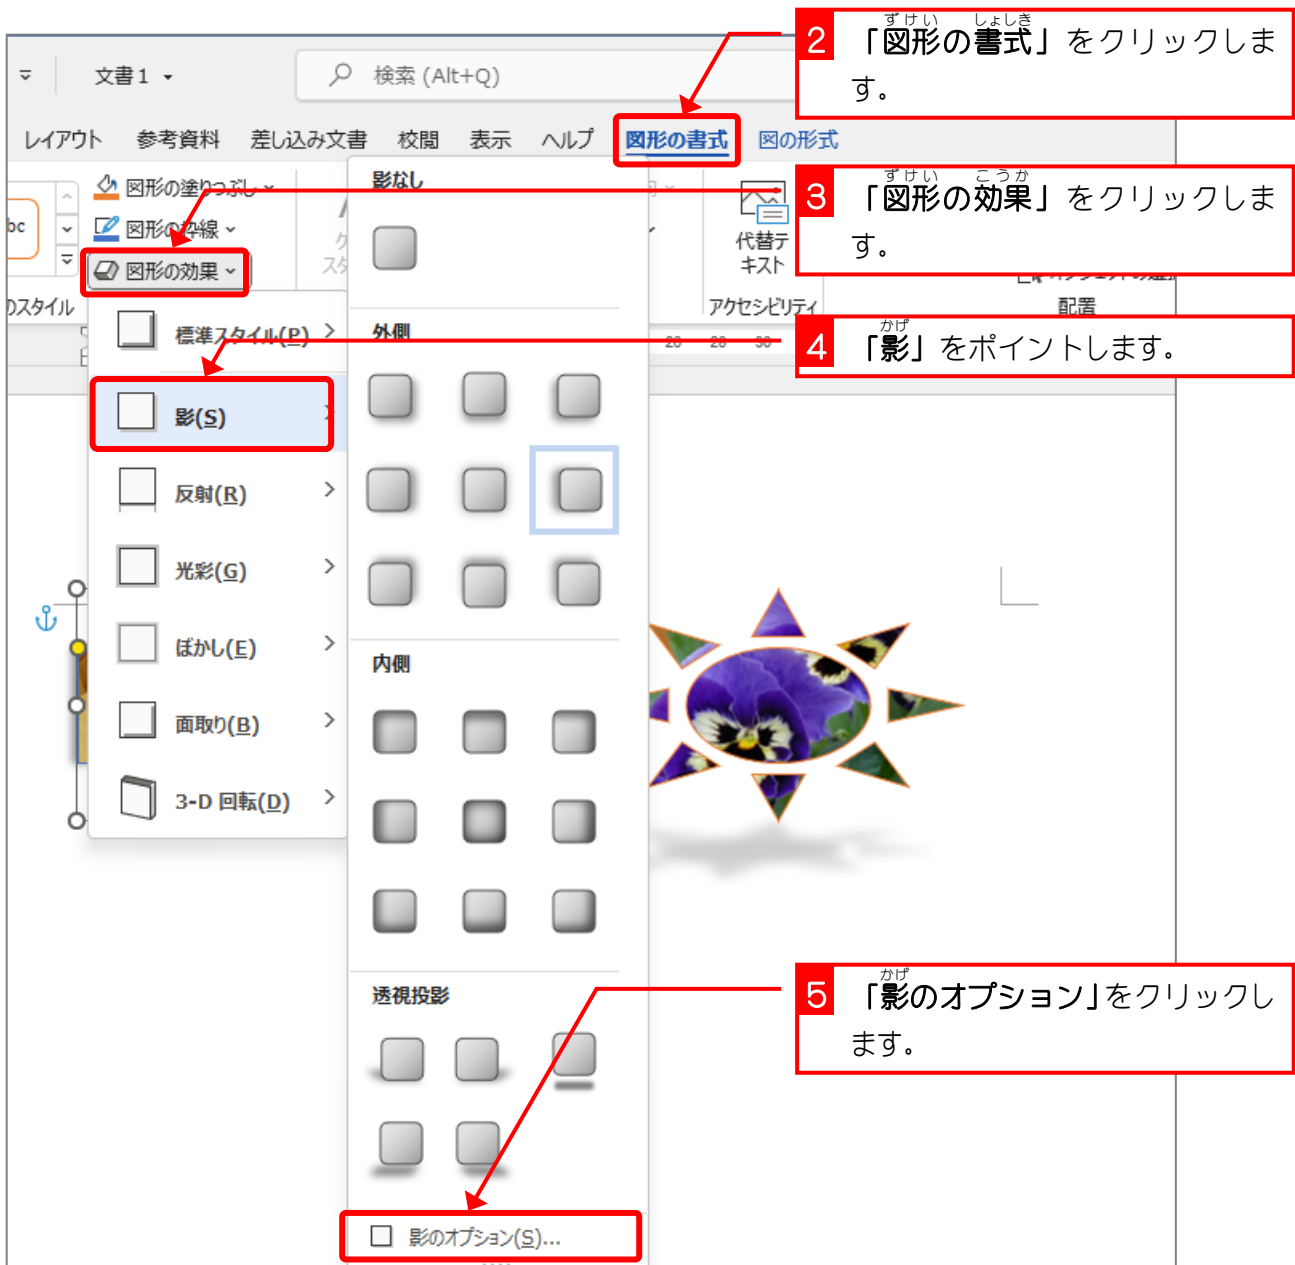 ずけい しょしき
2 「図形の書式」をクリックしま
す。
文書 1
検索 (Alt+Q)
レイアウト 参考資料 差し込み文書 校閲 表示 ヘルプ 図形の書式 図の形式
ずけい こうか
3 「図形の効果」をクリックしま
す。
図形の塗りつぶし
影なし
bc
図形の枠線
代替テ
キスト
図形の効果
のスタイル
アクセシビリティ
配置
かげ
4 「影」をポイントします。
標準スタイル(P)
外側
28 30
影(S)
反射(R)
光彩(G)
ぼかし(E)
内側
面取り(B)
3-D 回転(D)
かげ
5 「影のオプション」をクリックし
ます。
透視投影
影のオプション(S)...